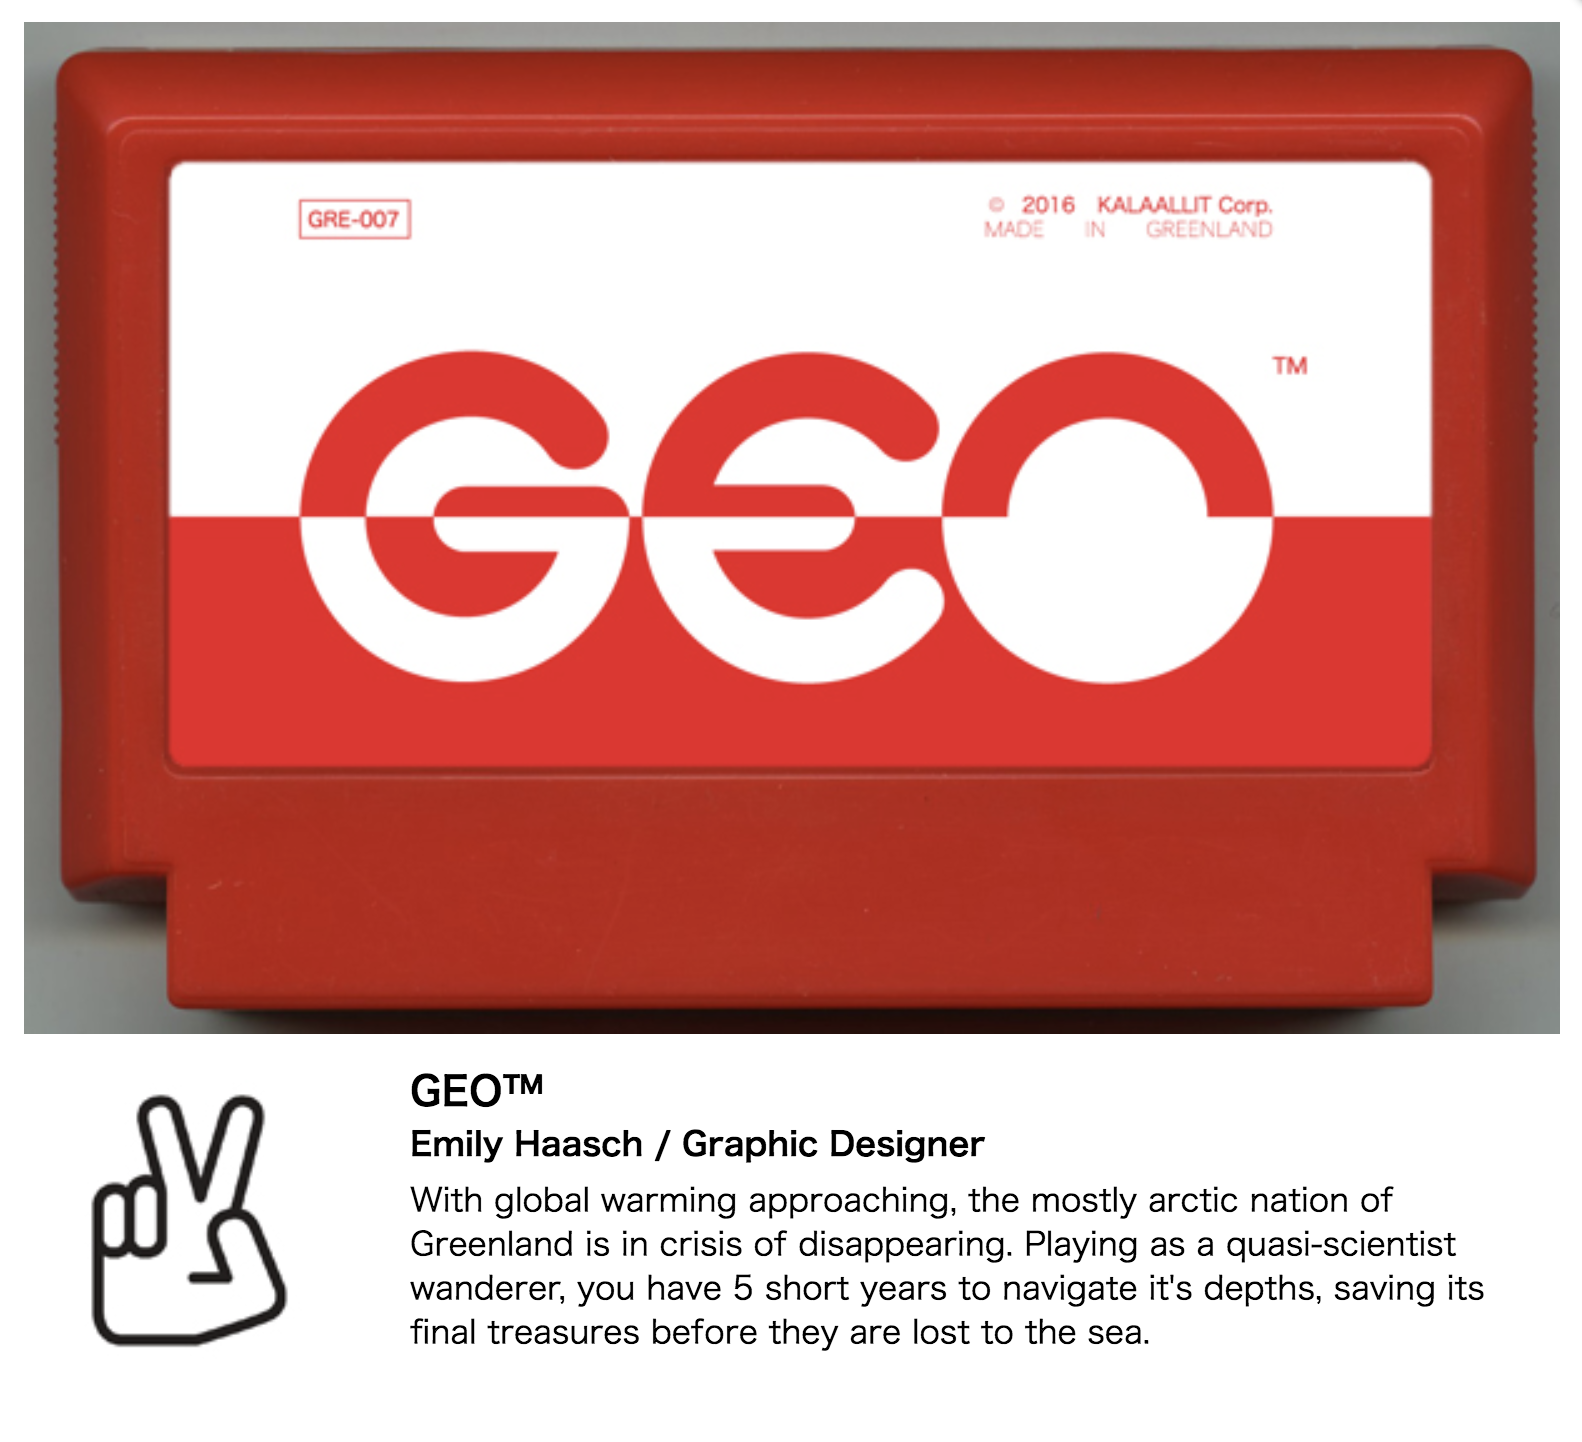 GRE-007
© 2016 KALAALLIT Corp.
MADE IN GREENLAND
GEO
TM
GEO™
Emily Haasch / Graphic Designer
With global warming approaching, the mostly arctic nation of
Greenland is in crisis of disappearing. Playing as a quasi-scientist
wanderer, you have 5 short years to navigate it's depths, saving its
final treasures before they are lost to the sea.